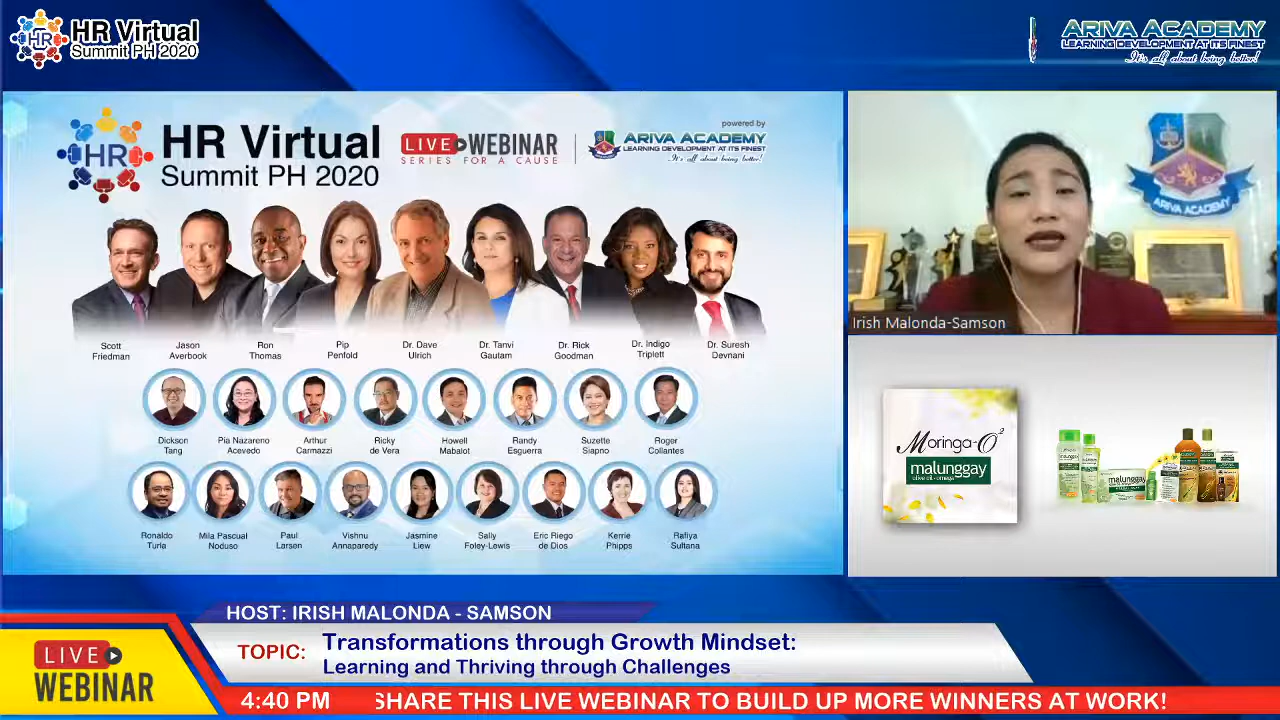 HR Virtual
Summit PH 2020
HR
ARIVA ACADEMY
LEARNING DEVELOPMENT AT ITS FINEST
It's all about being better!
HR
HR Virtual
Summit PH 2020
LIVE WEBINAR
SERIES FOR A CAUSE
powered by
ARIVA ACADEMY
LEARNING DEVELOPMENT AT ITS FINEST
It's all about being better!
Scott Friedman
Jason Averbook
Ron Thomas
Pip Penfold
Dr. Dave Ulrich
Dr. Tanvi Gautam
Dr. Rick Goodman
Dr. Indigo Triplett
Dr. Suresh Devnani
Dickson Tang
Pia Nazareno Acevedo
Arthur Carmazzi
Ricky de Vera
Howell Mabalot
Randy Esguerra
Suzette Siapno
Roger Collantes
Ronaldo Turla
Mila Pascual Noduso
Paul Larsen
Vishnu Annaparedy
Jasmine Liew
Sally Foley-Lewis
Eric Riego de Dios
Kerrie Phipps
Rafiya Sultana
ARIVA ACADEMY
Irish Malonda-Samson
Moringa-O²
malunggay
olive oil • omega
malunggay
malunggay
HOST: IRISH MALONDA - SAMSON
TOPIC:
Transformations through Growth Mindset:
Learning and Thriving through Challenges
LIVE
WEBINAR
4:40 PM
SHARE THIS LIVE WEBINAR TO BUILD UP MORE WINNERS AT WORK!